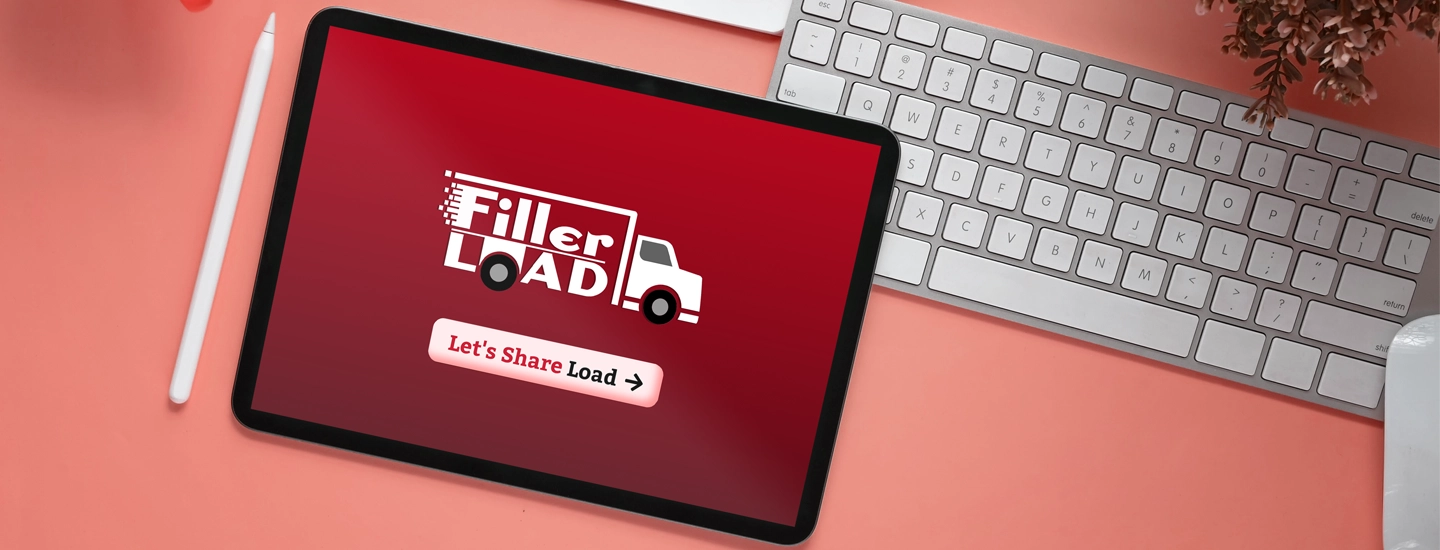 Filler
LOAD
Let's Share Load →
esc
~ `
! 1
@ 2
# 3
$ 4
% 5
^ 6
& 7
* 8
( 9
) 0
_ -
+ =
delete
tab
Q W E R T Y U I O P { [ } ] | \
return
S D F G H J K L : ; " '
X C V B N M < , > . ? /
shift